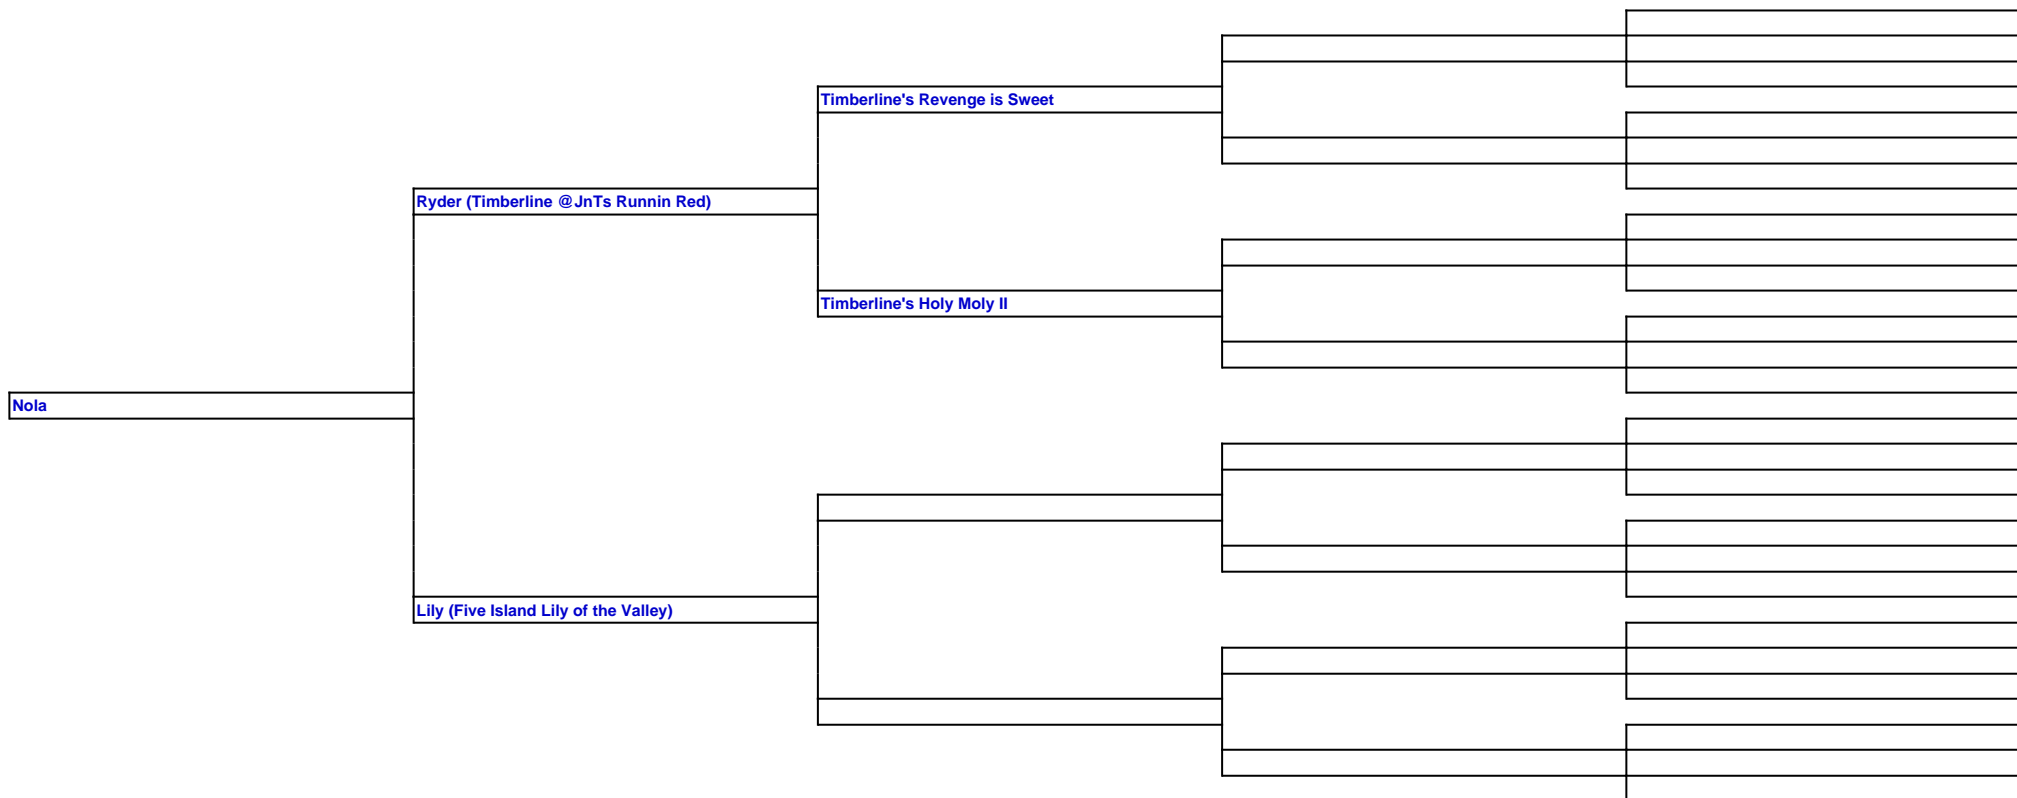 Timberline's Revenge is Sweet
Ryder (Timberline @JnTs Runnin Red)
Timberline's Holy Moly II
Nola
Lily (Five Island Lily of the Valley)